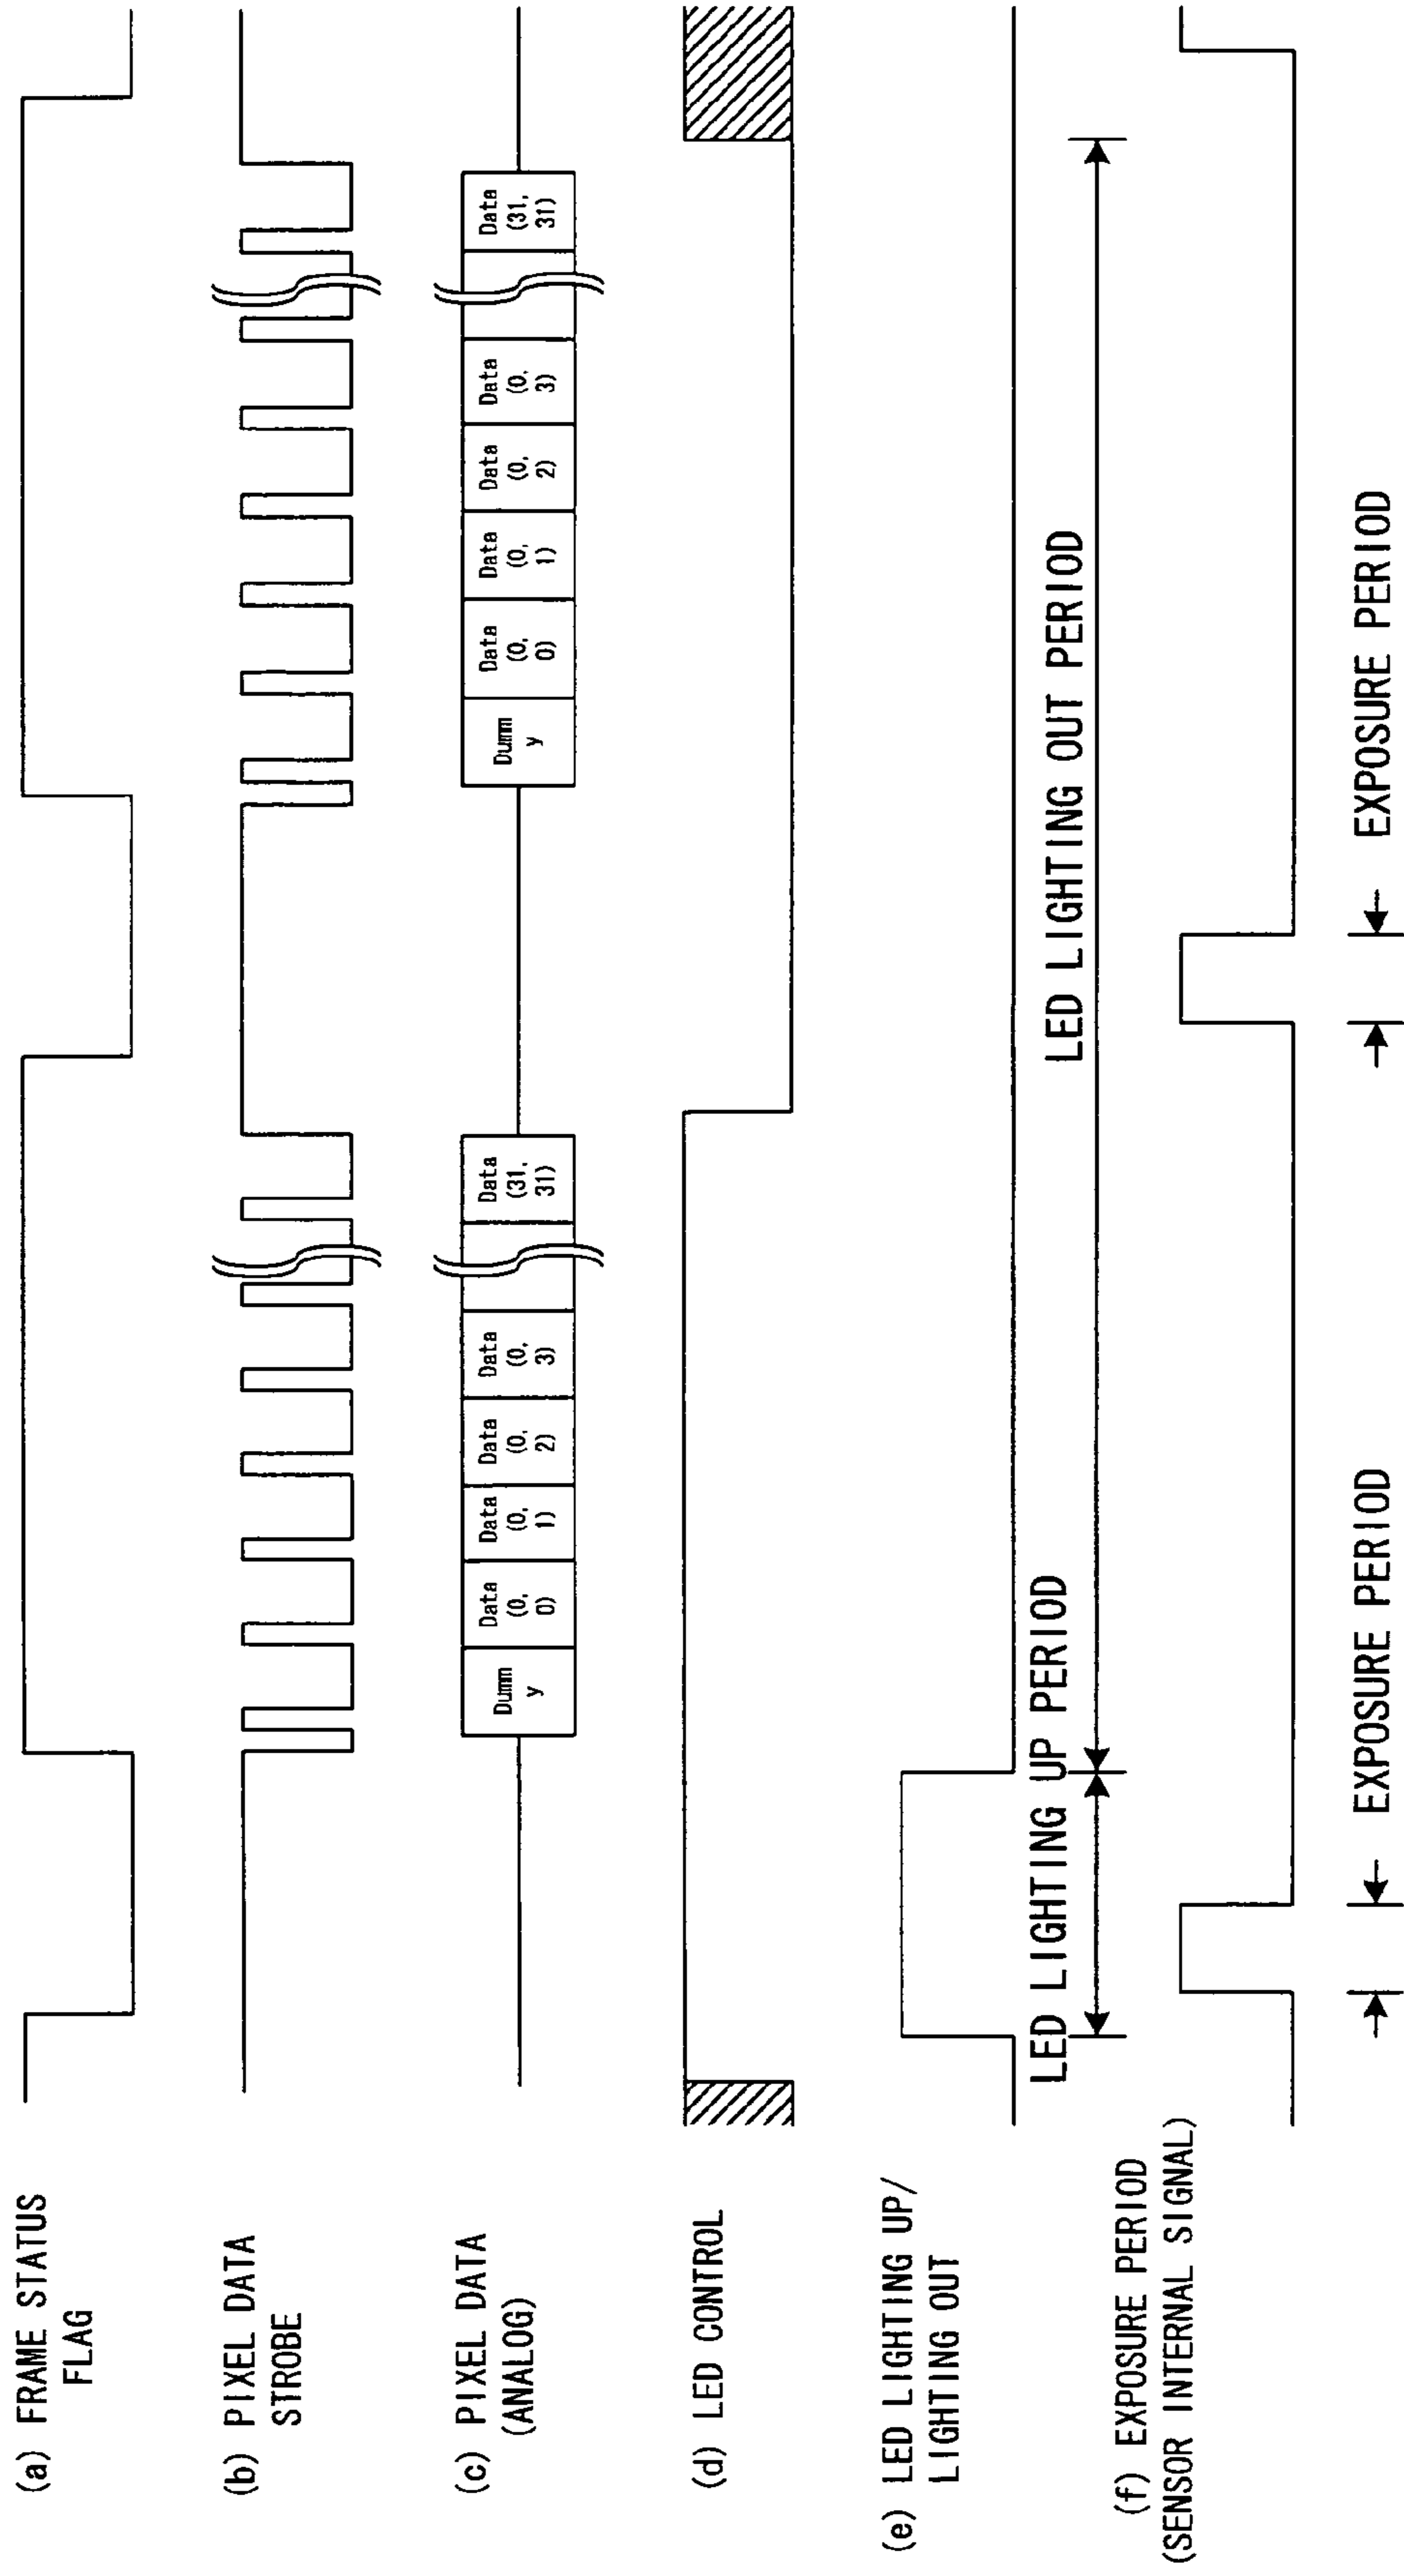 (a) FRAME STATUS
FLAG
(b) PIXEL DATA
STROBE
(c) PIXEL DATA
(ANALOG)
Dumm
y
Data
(0,
0)
Data
(0,
1)
Data
(0,
2)
Data
(0,
3)
Data
(31,
31)
Dumm
y
Data
(0,
0)
Data
(0,
1)
Data
(0,
2)
Data
(0,
3)
Data
(31,
31)
(d) LED CONTROL
(e) LED LIGHTING UP/
LIGHTING OUT
LED LIGHTING UP PERIOD
LED LIGHTING OUT PERIOD
(f) EXPOSURE PERIOD
(SENSOR INTERNAL SIGNAL)
EXPOSURE PERIOD
EXPOSURE PERIOD